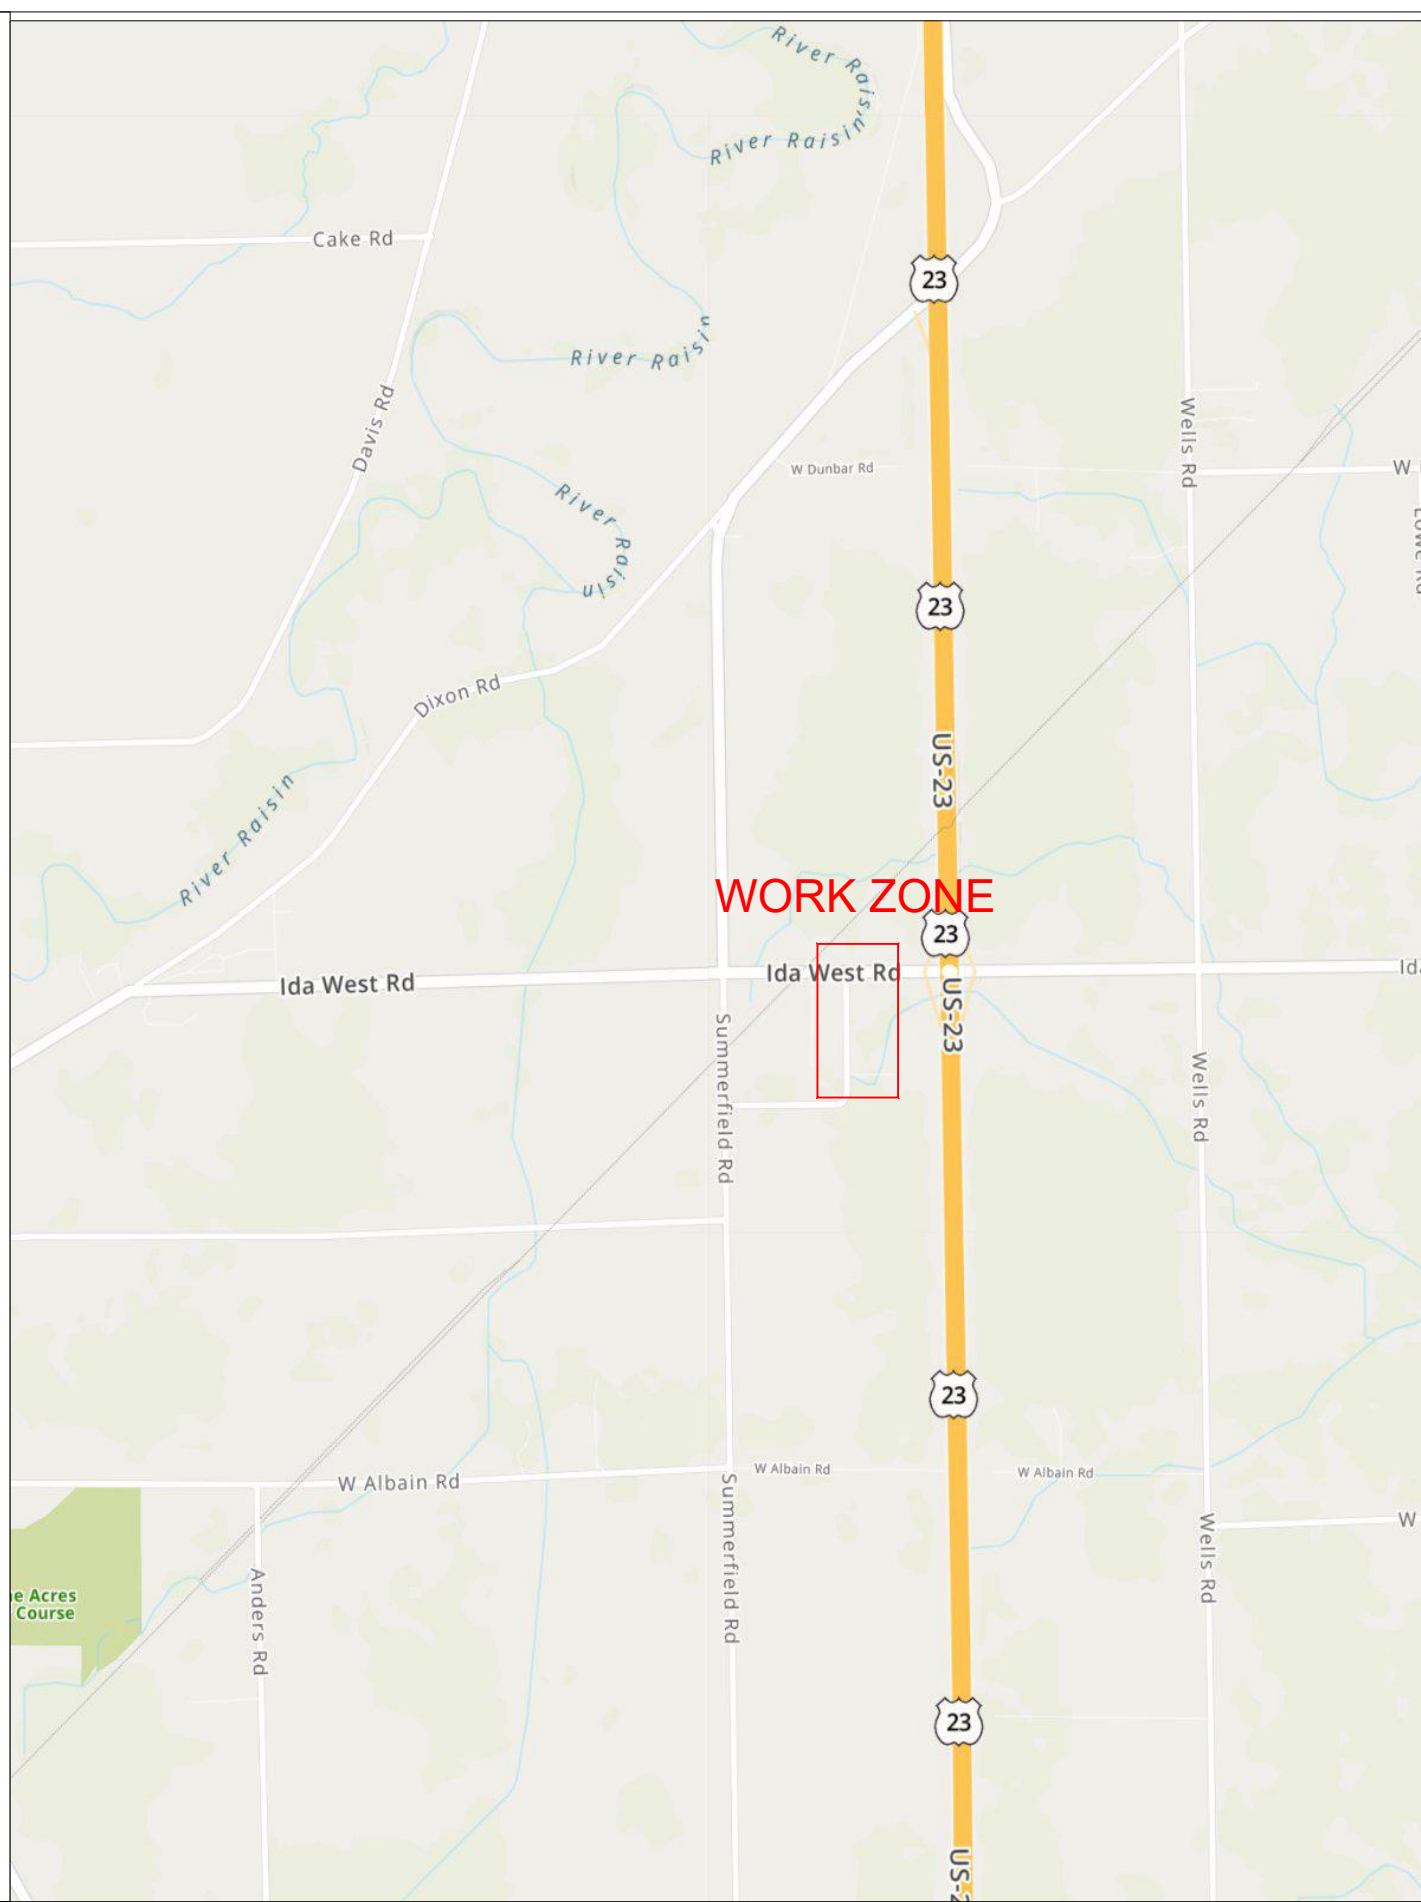 River Raisin
River Raisin
Cake Rd
23
River Raisin
Davis Rd
Wells Rd
W Dunbar Rd
W
River Raisin
23
Dixon Rd
US-23
River Raisin
WORK ZONE
23
Ida West Rd
Ida West Rd
US-23
Summerfield Rd
Wells Rd
23
W Albain Rd
W Albain Rd
W Albain Rd
Summerfield Rd
Wells Rd
W
Anders Rd
e Acres
Course
23
US-2